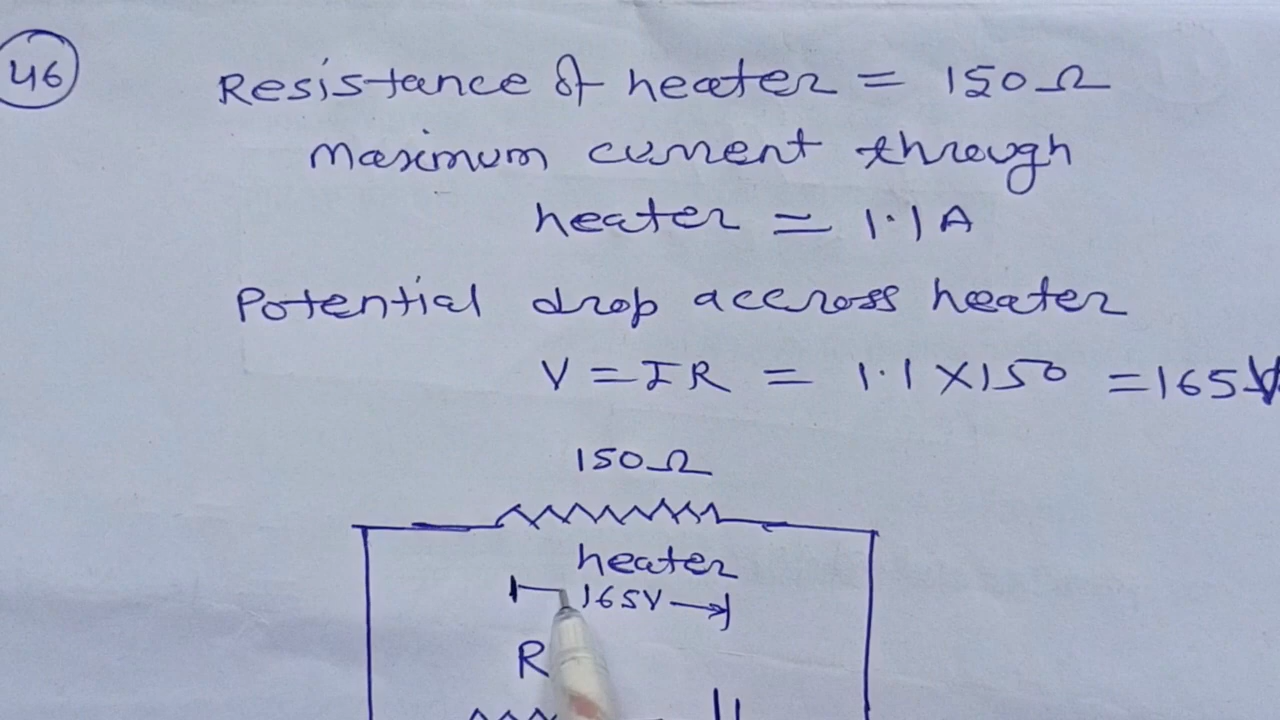 46
Resistance of heater = 150Ω
Maximum current through
heater = 1.1A
Potential drop accross heater
V = IR = 1.1 X 150 = 165V
150Ω
heater
165V
R